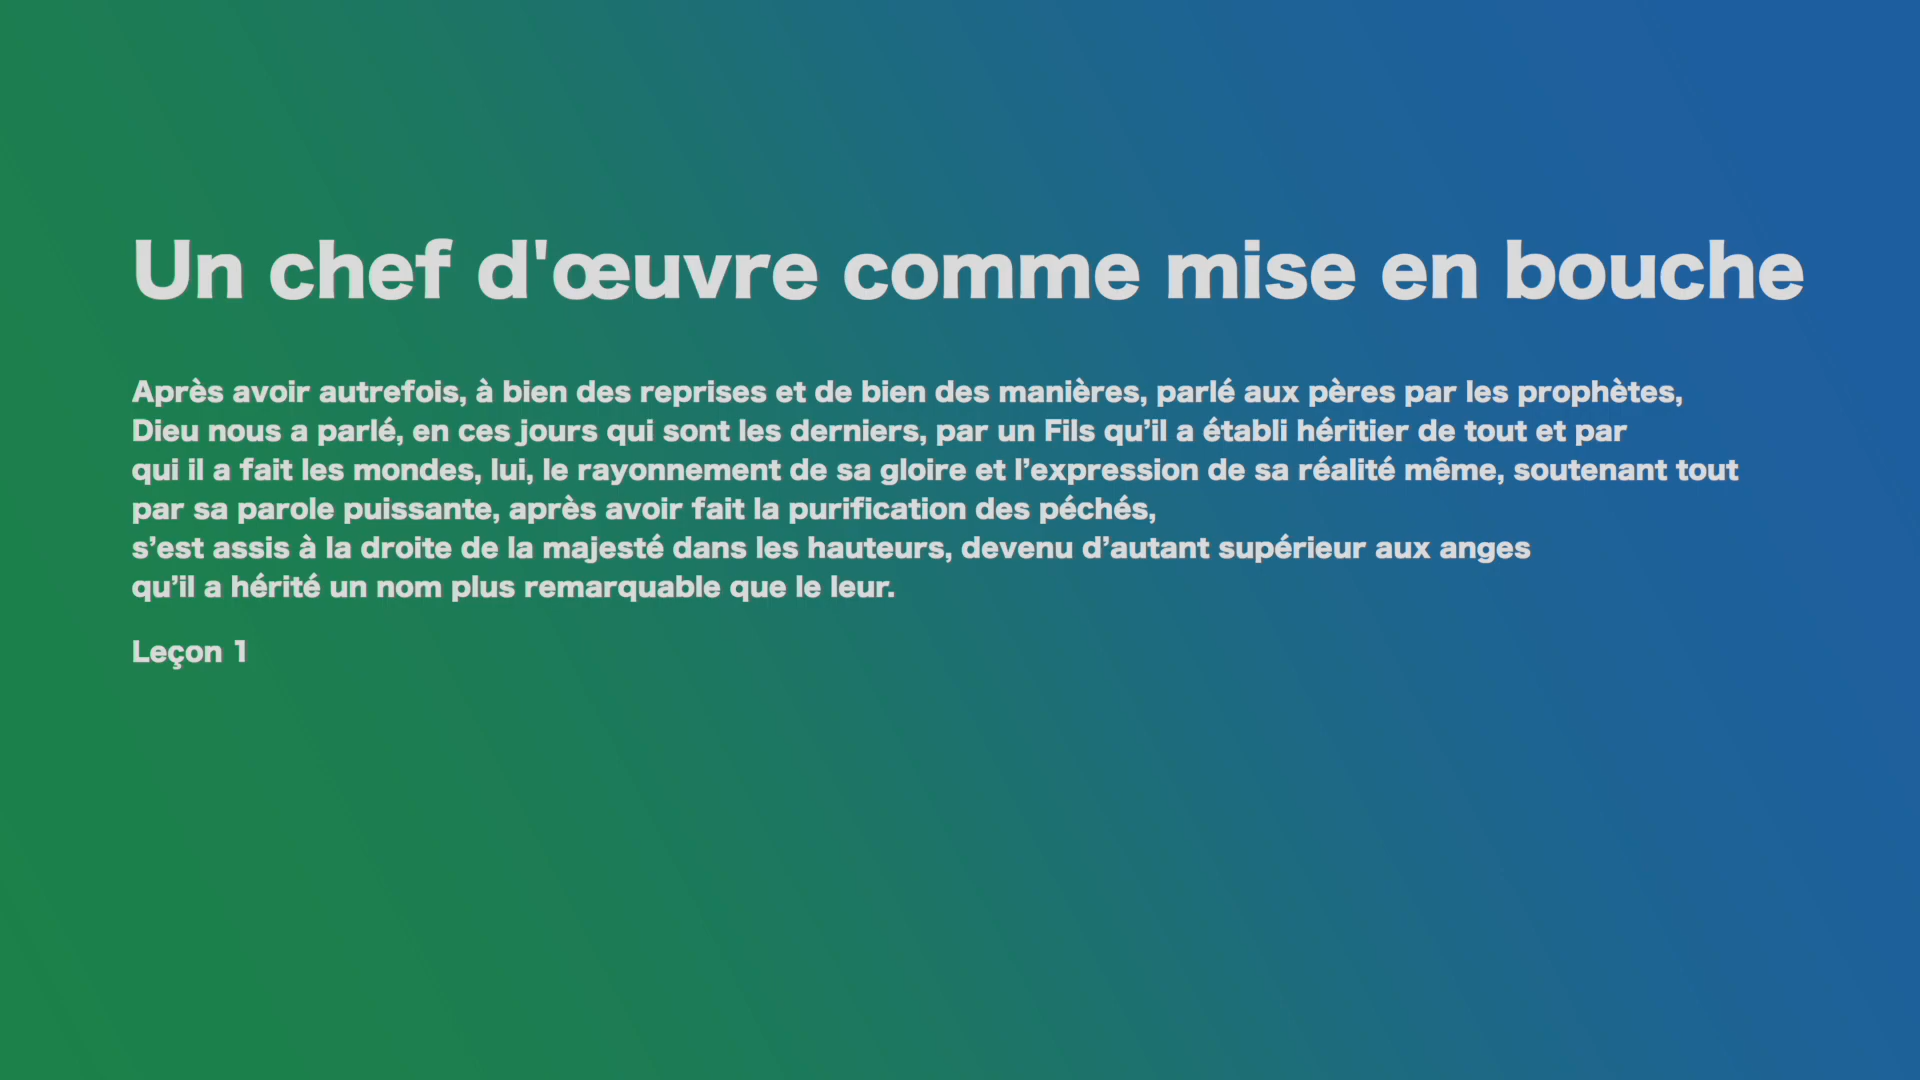 Un chef d'œuvre comme mise en bouche
Après avoir autrefois, à bien des reprises et de bien des manières, parlé aux pères par les prophètes,
Dieu nous a parlé, en ces jours qui sont les derniers, par un Fils qu’il a établi héritier de tout et par
qui il a fait les mondes, lui, le rayonnement de sa gloire et l’expression de sa réalité même, soutenant tout
par sa parole puissante, après avoir fait la purification des péchés,
s’est assis à la droite de la majesté dans les hauteurs, devenu d’autant supérieur aux anges
qu’il a hérité un nom plus remarquable que le leur.
Leçon 1